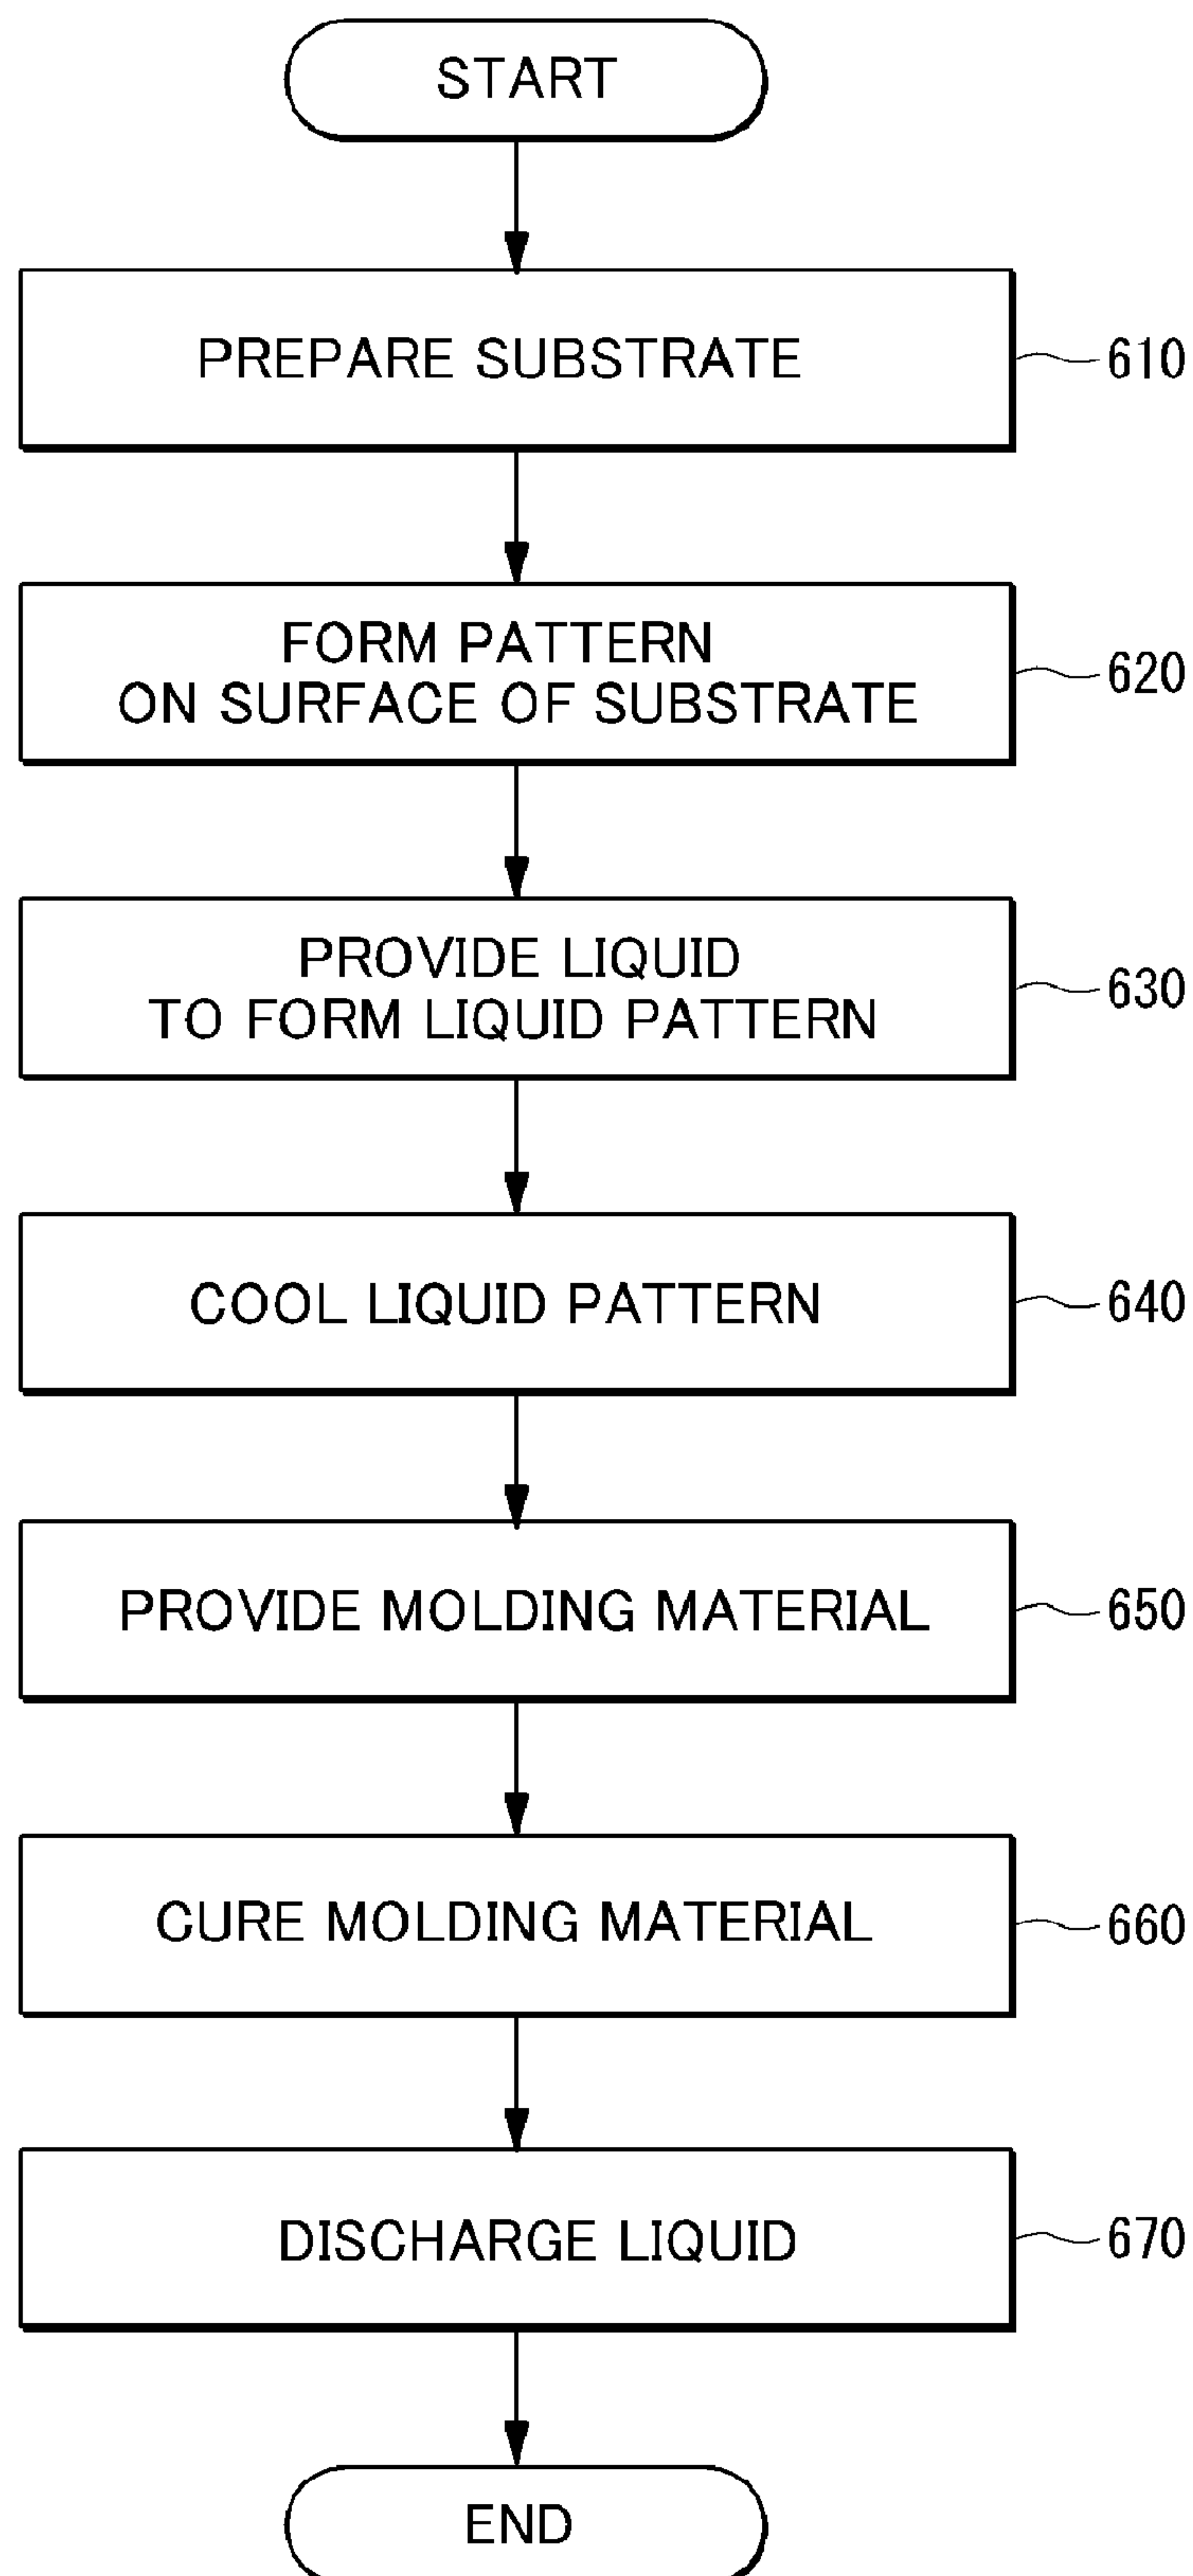 START
PREPARE SUBSTRATE
610
FORM PATTERN
ON SURFACE OF SUBSTRATE
620
PROVIDE LIQUID
TO FORM LIQUID PATTERN
630
COOL LIQUID PATTERN
640
PROVIDE MOLDING MATERIAL
650
CURE MOLDING MATERIAL
660
DISCHARGE LIQUID
670
END